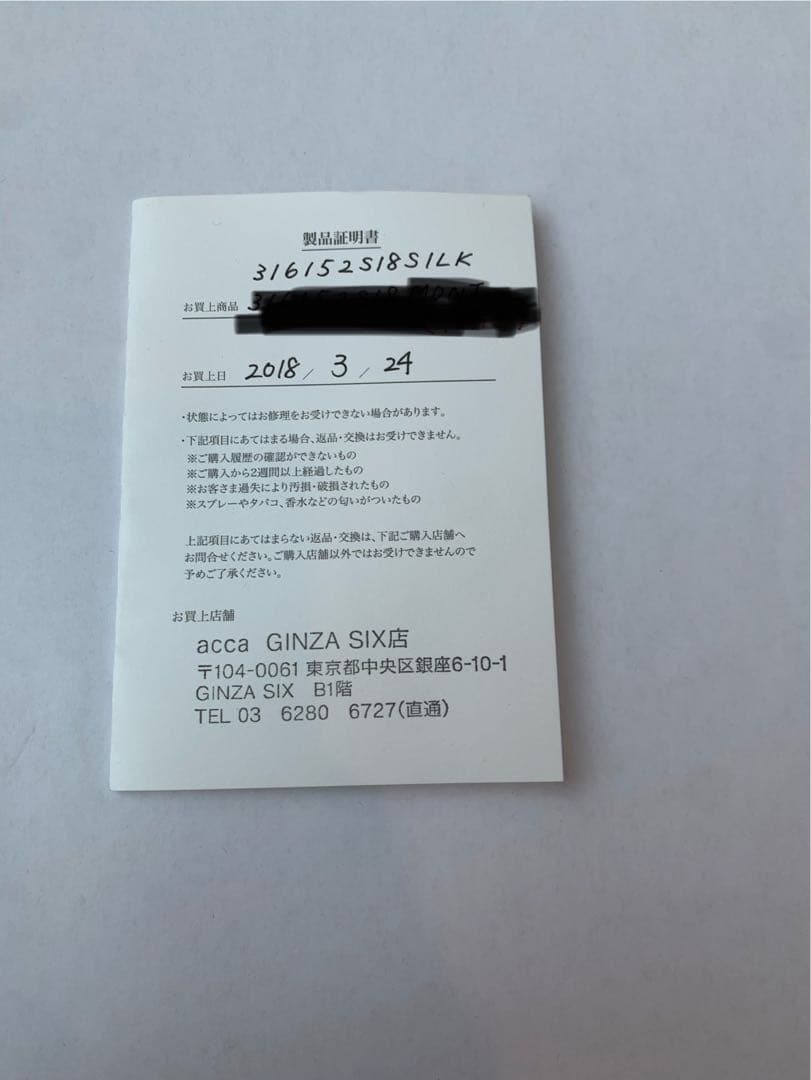 製品証明書
316152S18SILK
お買上商品
お買上日 2018 / 3 / 24
・状態によってはお修理をお受けできない場合があります。
・下記項目にあてはまる場合、返品・交換はお受けできません。
※ご購入履歴の確認ができないもの
※ご購入から2週間以上経過したもの
※お客さま過失により汚損・破損されたもの
※スプレーやタバコ、香水などの匂いがついたもの
上記項目にあてはまらない返品・交換は、下記ご購入店舗へ
お問合せください。ご購入店舗以外ではお受けできませんので
予めご了承ください。
お買上店舗
acca GINZA SIX店
〒104-0061 東京都中央区銀座6-10-1
GINZA SIX B1階
TEL 03 6280 6727(直通)